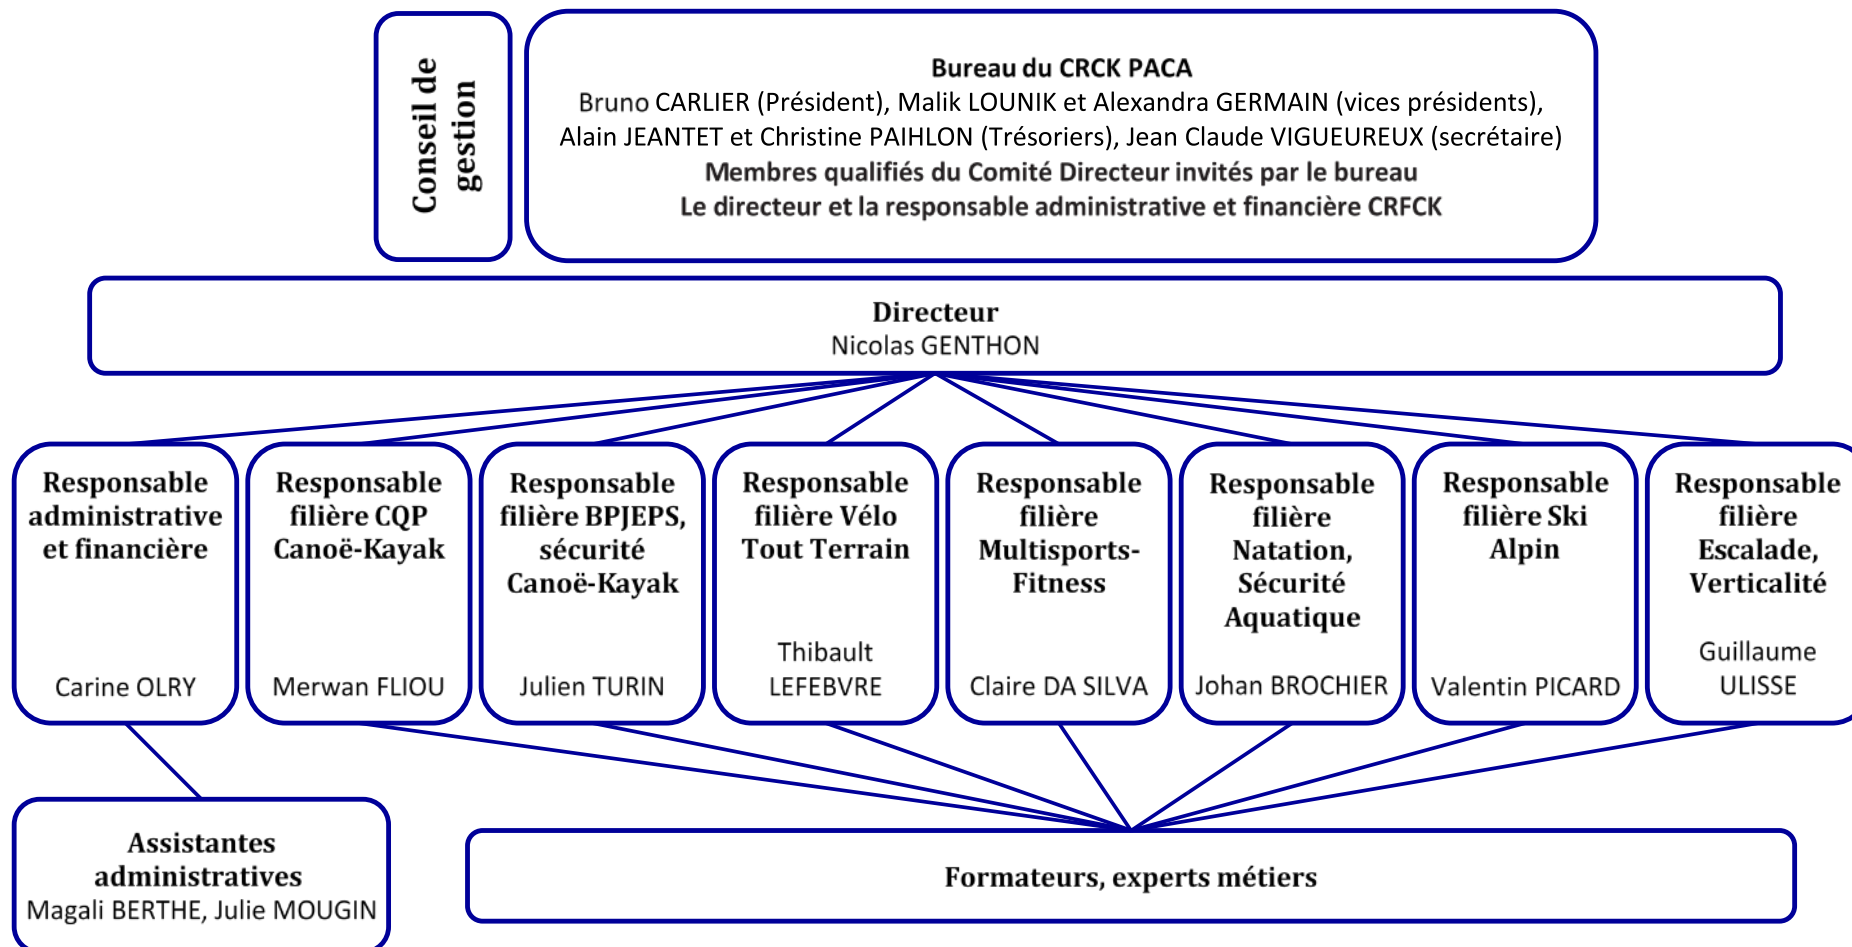 Conseil de
gestion
Bureau du CRCK PACA
Bruno CARLIER (Président), Malik LOUNIK et Alexandra GERMAIN (vices présidents),
Alain JEANTET et Christine PAIHLON (Trésoriers), Jean Claude VIGUEUREUX (secrétaire)
Membres qualifiés du Comité Directeur invités par le bureau
Le directeur et la responsable administrative et financière CRFCK
Directeur
Nicolas GENTHON
Responsable
administrative
et financière
Carine OLRY
Responsable
filière CQP
Canoë-Kayak
Merwan FLIOU
Responsable
filière BPJEPS,
sécurité
Canoë-Kayak
Julien TURIN
Responsable
filière Vélo
Tout Terrain
Thibault
LEFEBVRE
Responsable
filière
Multisports-
Fitness
Claire DA SILVA
Responsable
filière
Natation,
Sécurité
Aquatique
Johan BROCHIER
Responsable
filière Ski
Alpin
Valentin PICARD
Responsable
filière
Escalade,
Verticalité
Guillaume
ULISSE
Assistantes
administratives
Magali BERTHE, Julie MOUGIN
Formateurs, experts métiers